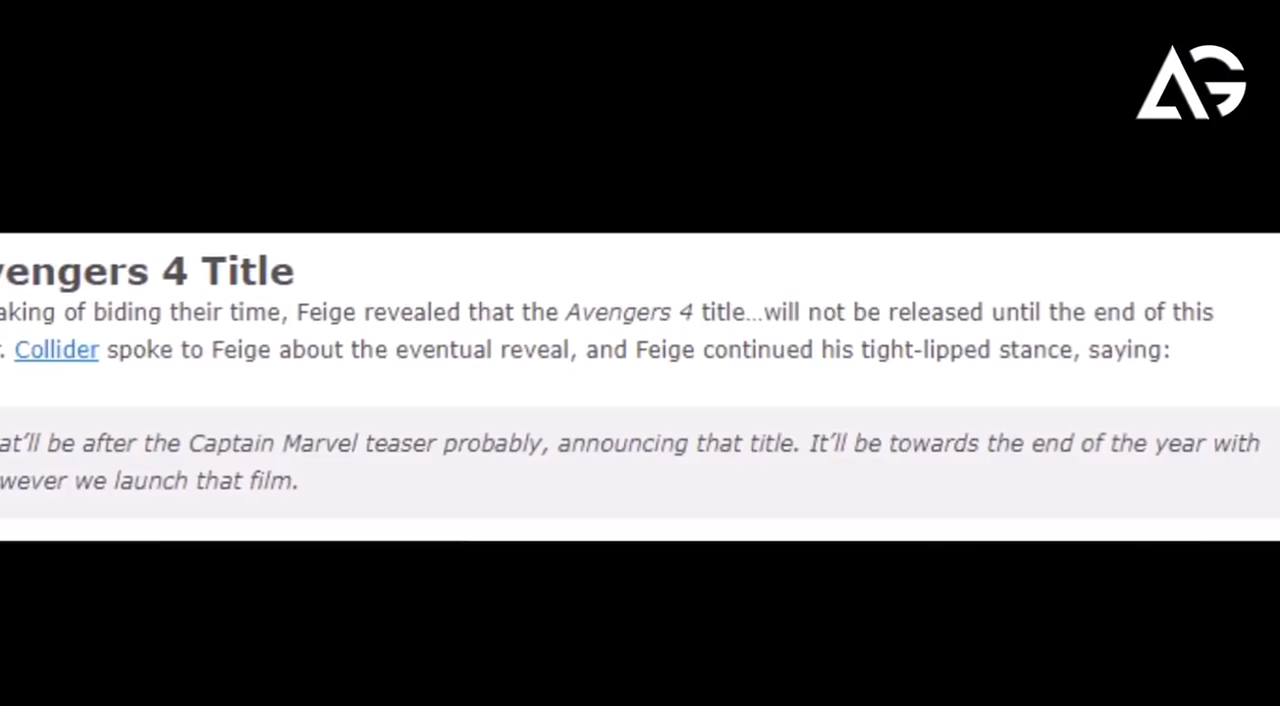 AG
vengers 4 Title
aking of biding their time, Feige revealed that the Avengers 4 title...will not be released until the end of this
. Collider spoke to Feige about the eventual reveal, and Feige continued his tight-lipped stance, saying:
at'll be after the Captain Marvel teaser probably, announcing that title. It'll be towards the end of the year with
wever we launch that film.